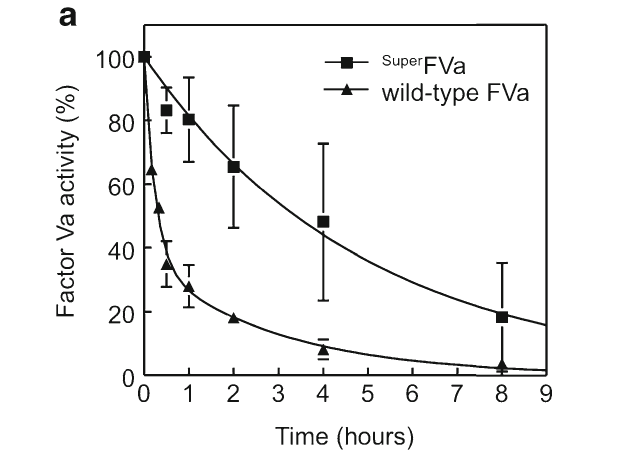 a
100
80
60
40
20
0
Factor Va activity (%)
SuperFVa
wild-type FVa
0 1 2 3 4 5 6 7 8 9
Time (hours)